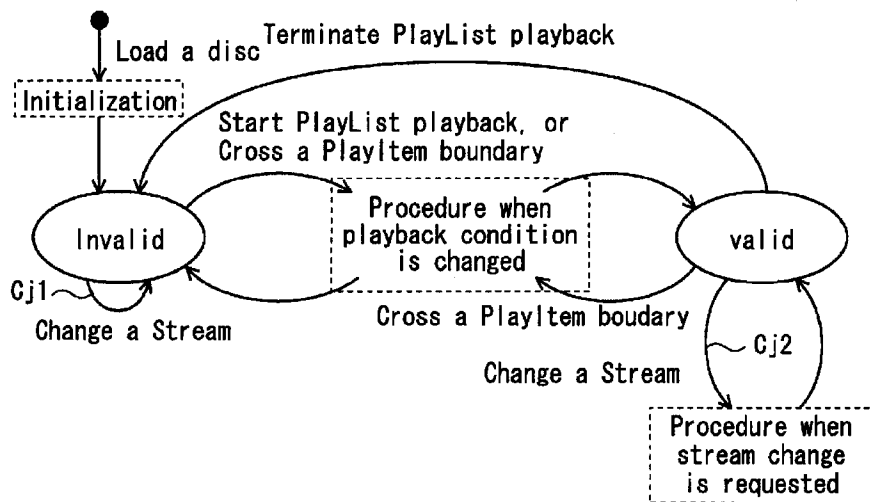 Load a disc
Terminate PlayList playback
Initialization
Start PlayList playback, or
Cross a PlayItem boundary
Invalid
Procedure when
playback condition
is changed
valid
Cj1
Change a Stream
Cross a PlayItem boudary
Cj2
Change a Stream
Procedure when
stream change
is requested